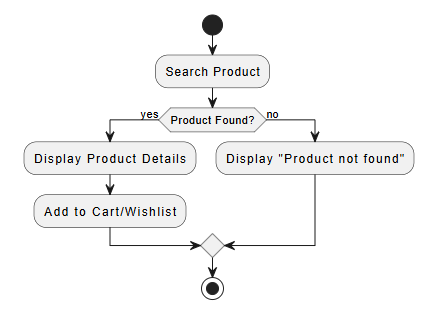 Search Product
yes
Product Found?
no
Display Product Details
Display "Product not found"
Add to Cart/Wishlist